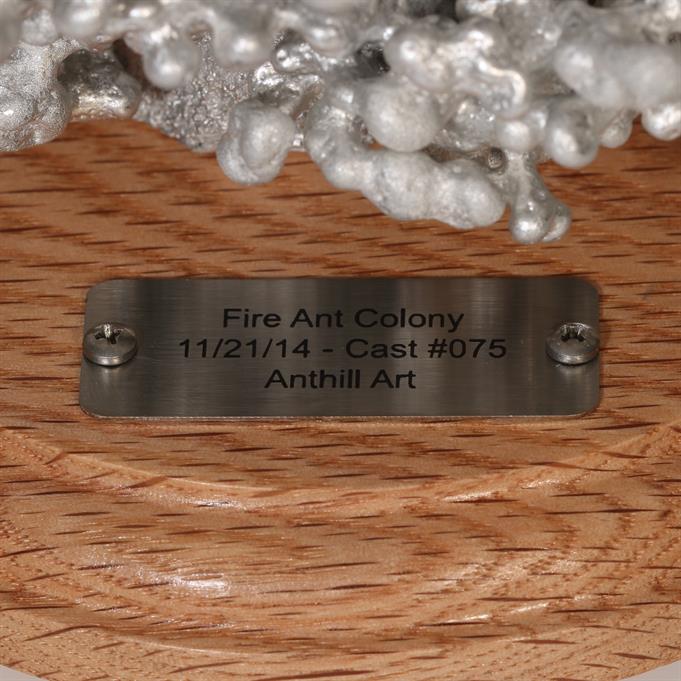 Fire Ant Colony
11/21/14 - Cast #075
Anthill Art